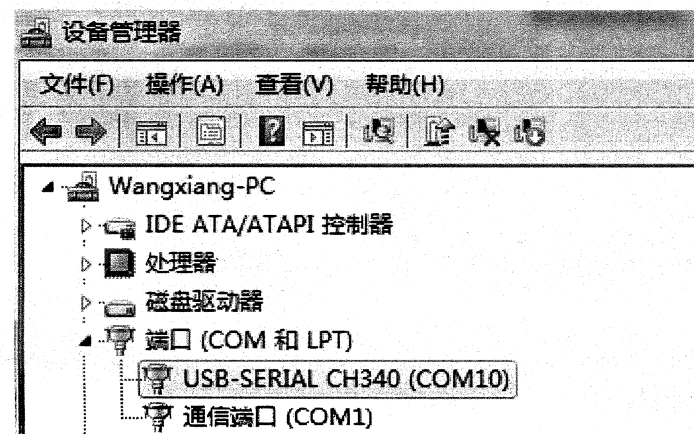 设备管理器
文件(F) 操作(A) 查看(V) 帮助(H)
Wangxiang-PC
IDE ATA/ATAPI 控制器
处理器
磁盘驱动器
端口 (COM 和 LPT)
USB-SERIAL CH340 (COM10)
通信端口 (COM1)